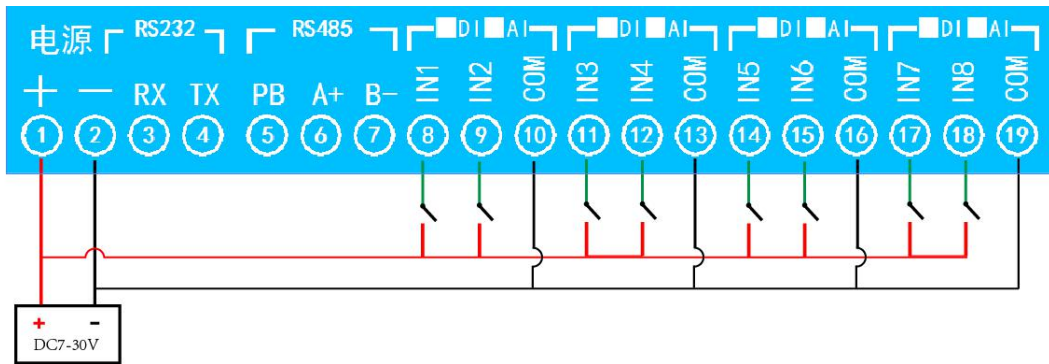 电源 RS232 RS485 DI AI DI AI DI AI DI AI
+ — RX TX PB A+ B- IN1 IN2 COM IN3 IN4 COM IN5 IN6 COM IN7 IN8 COM
1 2 3 4 5 6 7 8 9 10 11 12 13 14 15 16 17 18 19
+ -
DC7-30V